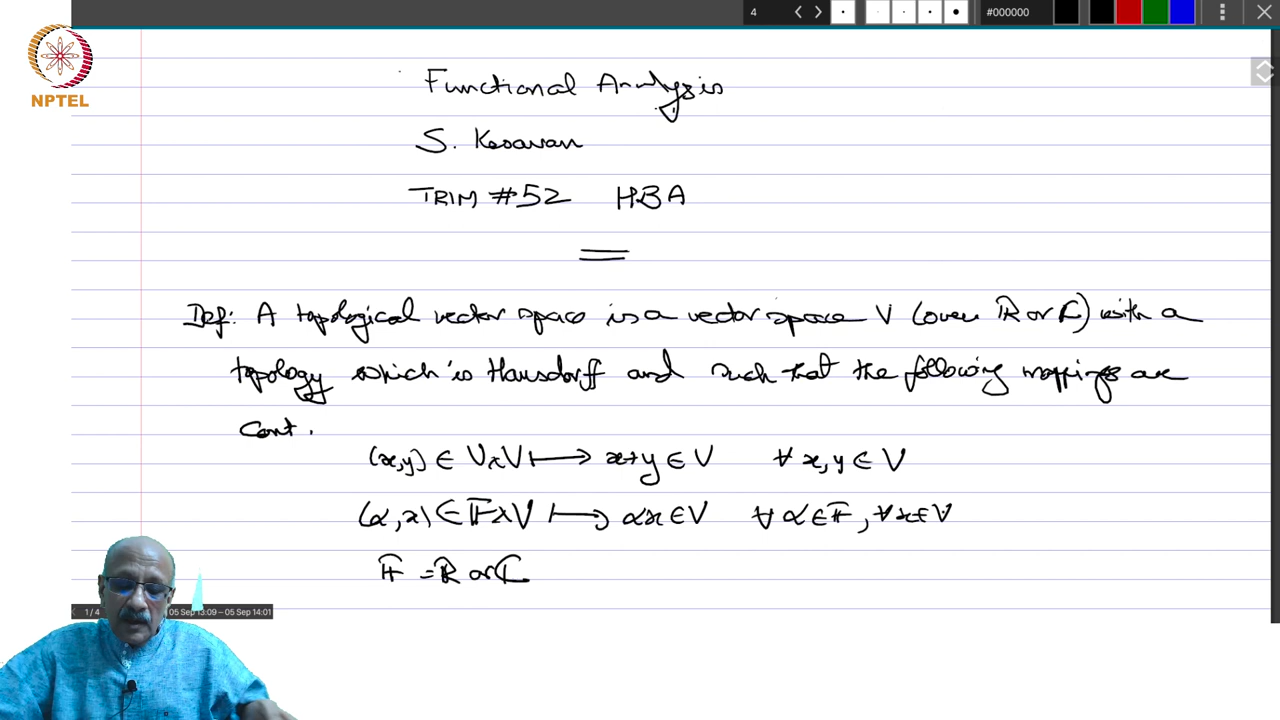 4
#000000
NPTEL
Functional Analysis
S. Kesavan
TRIM #52 HBA
Def: A topological vector space is a vector space V (over ℝ or ℂ) with a
topology which is Hausdorff and such that the following mappings are
cont.
(x,y) ∈ V×V ⟼ x+y ∈ V ∀ x, y ∈ V
(α,x) ∈ 𝔽×V ⟼ αx ∈ V ∀ α ∈ 𝔽, ∀ x ∈ V
𝔽 = ℝ or ℂ
1/4 05 Sep 13:09 – 05 Sep 14:01